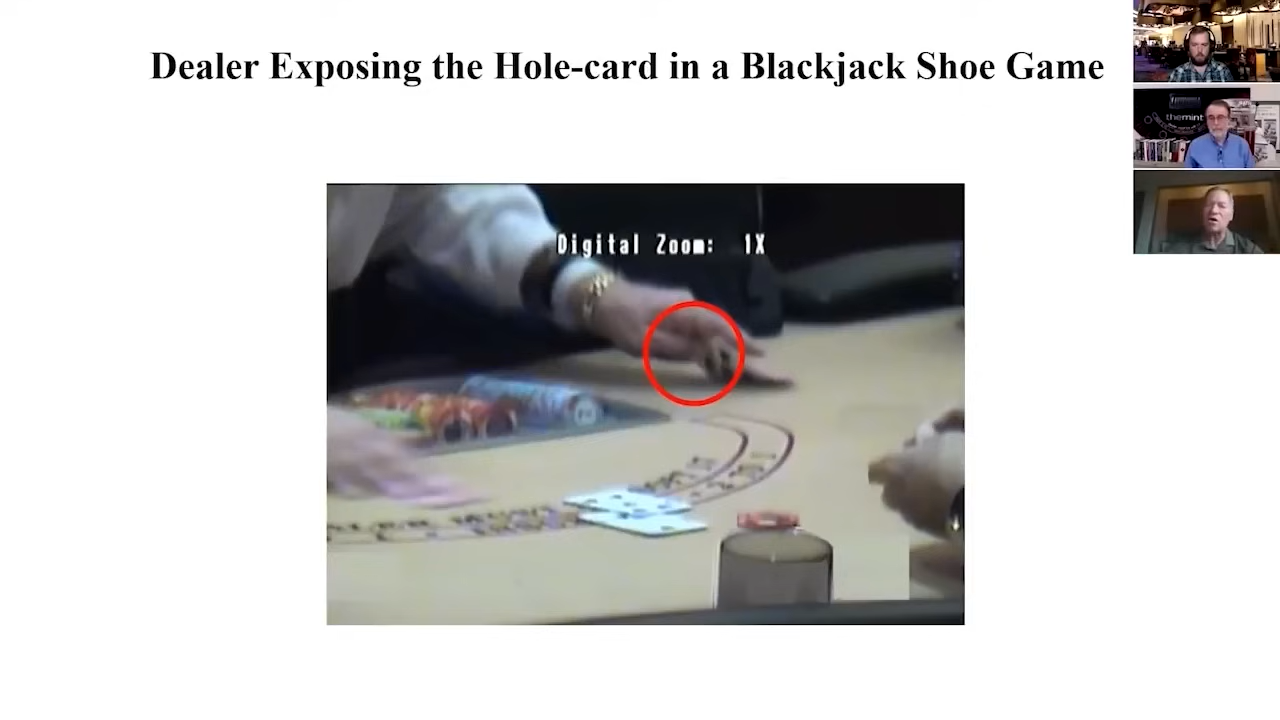 Dealer Exposing the Hole-card in a Blackjack Shoe Game
Digital Zoom: 1X
themint